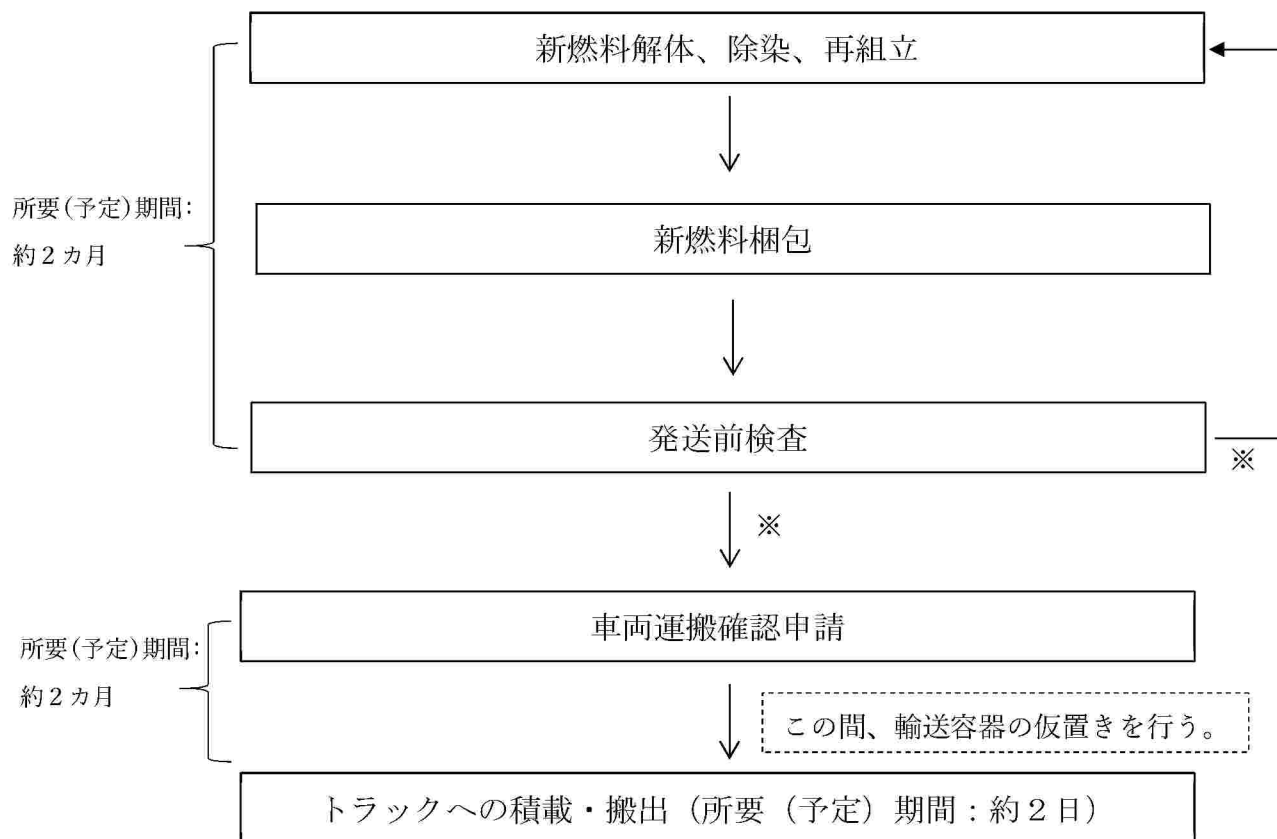 新燃料解体、除染、再組立
所要(予定)期間:
約2カ月
新燃料梱包
発送前検査
※
※
車両運搬確認申請
所要(予定)期間:
約2カ月
この間、輸送容器の仮置きを行う。
トラックへの積載・搬出（所要（予定）期間：約2日）